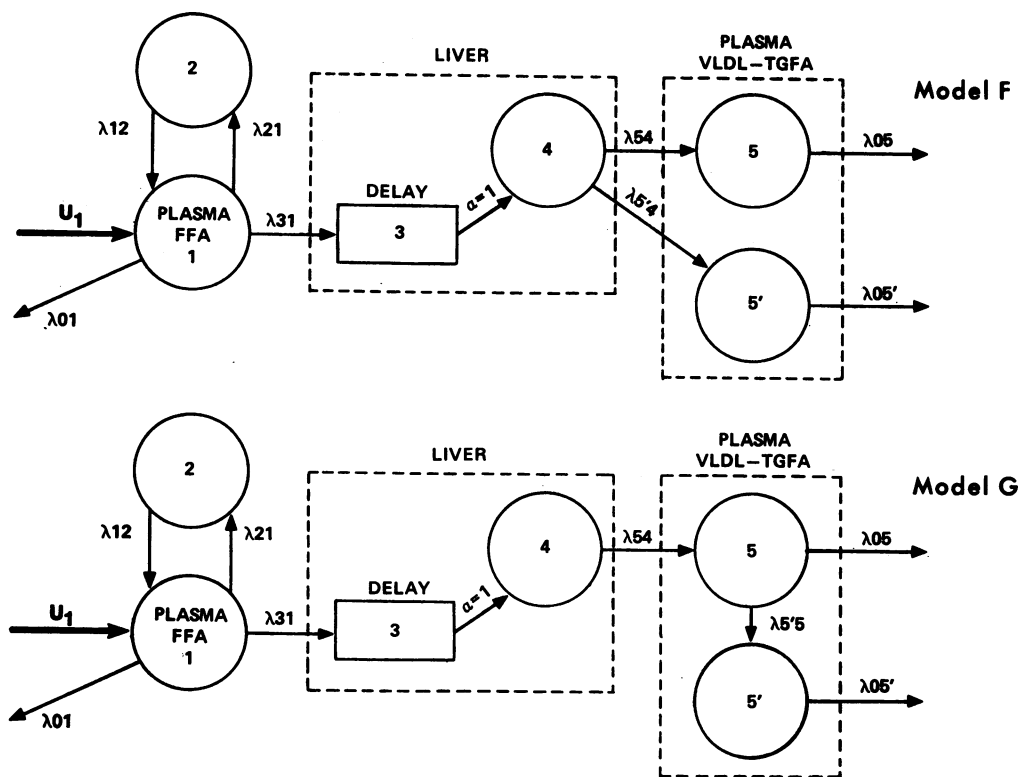 PLASMA
VLDL-TGFA
LIVER
Model F
2
λ12
λ21
4
λ54
5
λ05
DELAY
α=1
λ5'4
U1
PLASMA
FFA
1
λ31
3
5'
λ05'
λ01
PLASMA
VLDL-TGFA
LIVER
Model G
2
λ12
λ21
4
λ54
5
λ05
DELAY
α=1
U1
PLASMA
FFA
1
λ31
3
λ5'5
5'
λ05'
λ01